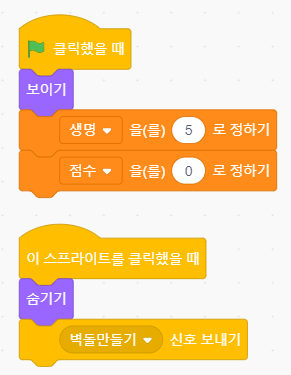 클릭했을 때
보이기
생명 을(를) 5 로 정하기
점수 을(를) 0 로 정하기
이 스프라이트를 클릭했을 때
숨기기
벽돌만들기 신호 보내기